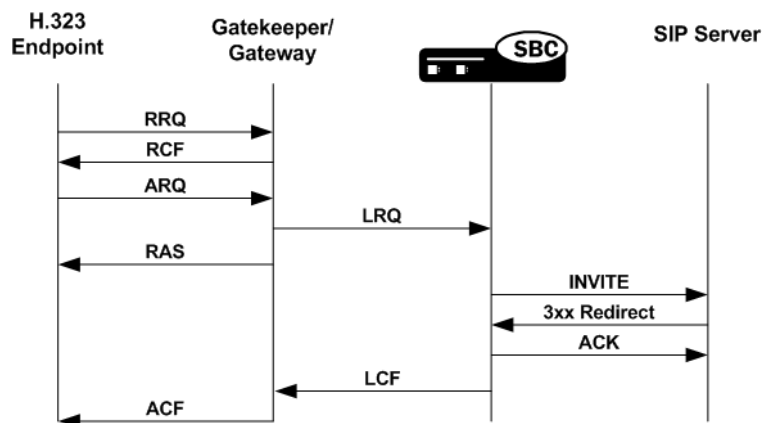 H.323
Endpoint
Gatekeeper/
Gateway
SBC
SIP Server
RRQ
RCF
ARQ
LRQ
RAS
INVITE
3xx Redirect
ACK
LCF
ACF